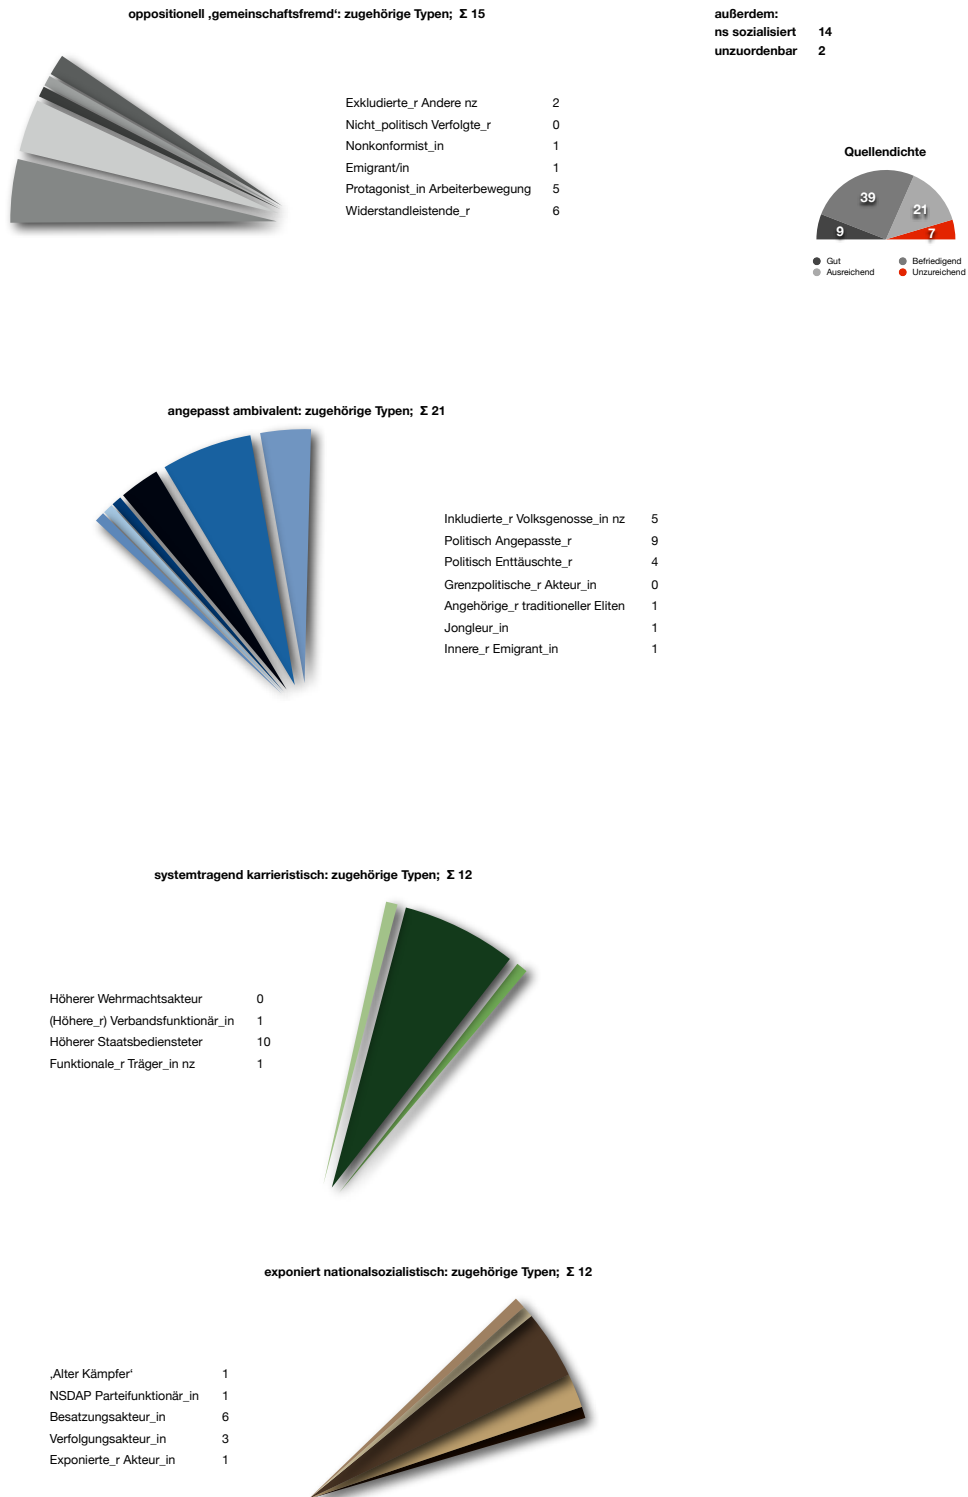 oppositionell ‚gemeinschaftsfremd‘: zugehörige Typen; Σ 15
außerdem:
ns sozialisiert 14
unzuordenbar 2
Exkludierte_r Andere nz 2
Nicht_politisch Verfolgte_r 0
Nonkonformist_in 1
Emigrant/in 1
Protagonist_in Arbeiterbewegung 5
Widerstandleistende_r 6
Quellendichte
39
21
9
7
Gut Befriedigend
Ausreichend Unzureichend
angepasst ambivalent: zugehörige Typen; Σ 21
Inkludierte_r Volksgenosse_in nz 5
Politisch Angepasste_r 9
Politisch Enttäuschte_r 4
Grenzpolitische_r Akteur_in 0
Angehörige_r traditioneller Eliten 1
Jongleur_in 1
Innere_r Emigrant_in 1
systemtragend karrieristisch: zugehörige Typen; Σ 12
Höherer Wehrmachtsakteur 0
(Höhere_r) Verbandsfunktionär_in 1
Höherer Staatsbediensteter 10
Funktionale_r Träger_in nz 1
exponiert nationalsozialistisch: zugehörige Typen; Σ 12
‚Alter Kämpfer‘ 1
NSDAP Parteifunktionär_in 1
Besatzungsakteur_in 6
Verfolgungsakteur_in 3
Exponierte_r Akteur_in 1